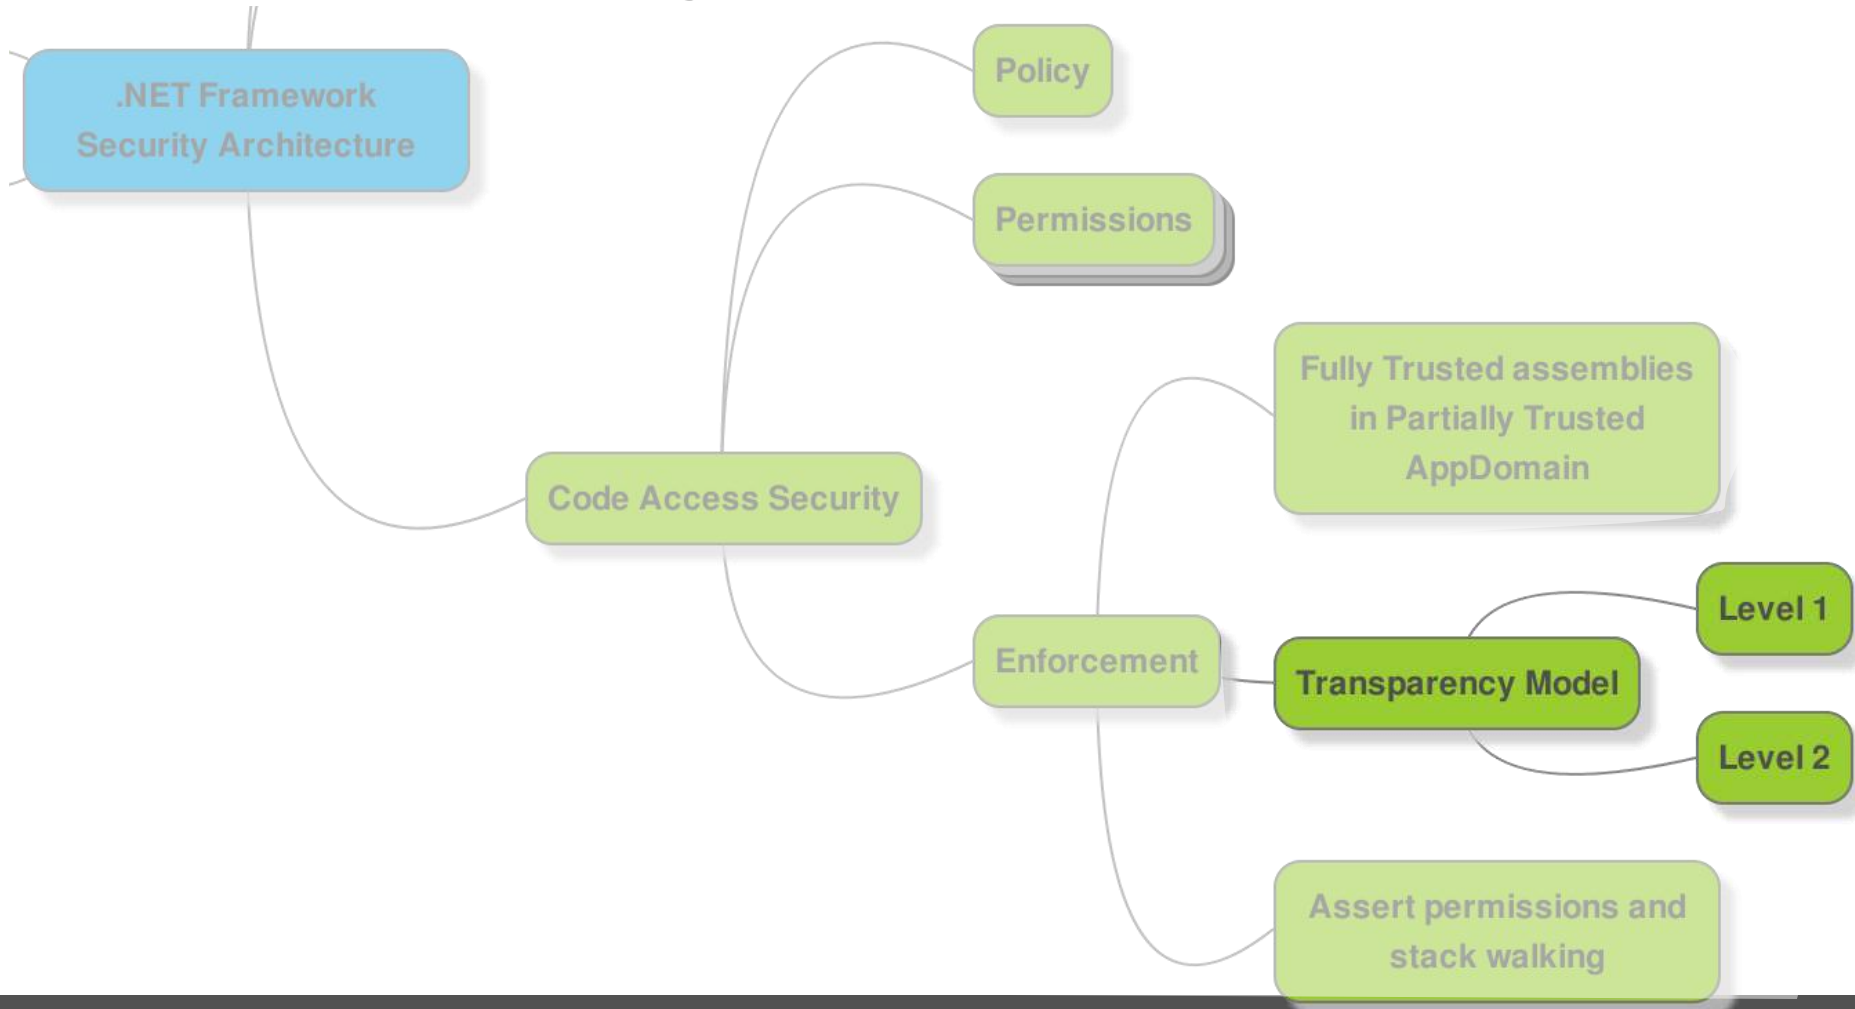 .NET Framework
Security Architecture
Policy
Permissions
Code Access Security
Enforcement
Fully Trusted assemblies
in Partially Trusted
AppDomain
Transparency Model
Level 1
Level 2
Assert permissions and
stack walking